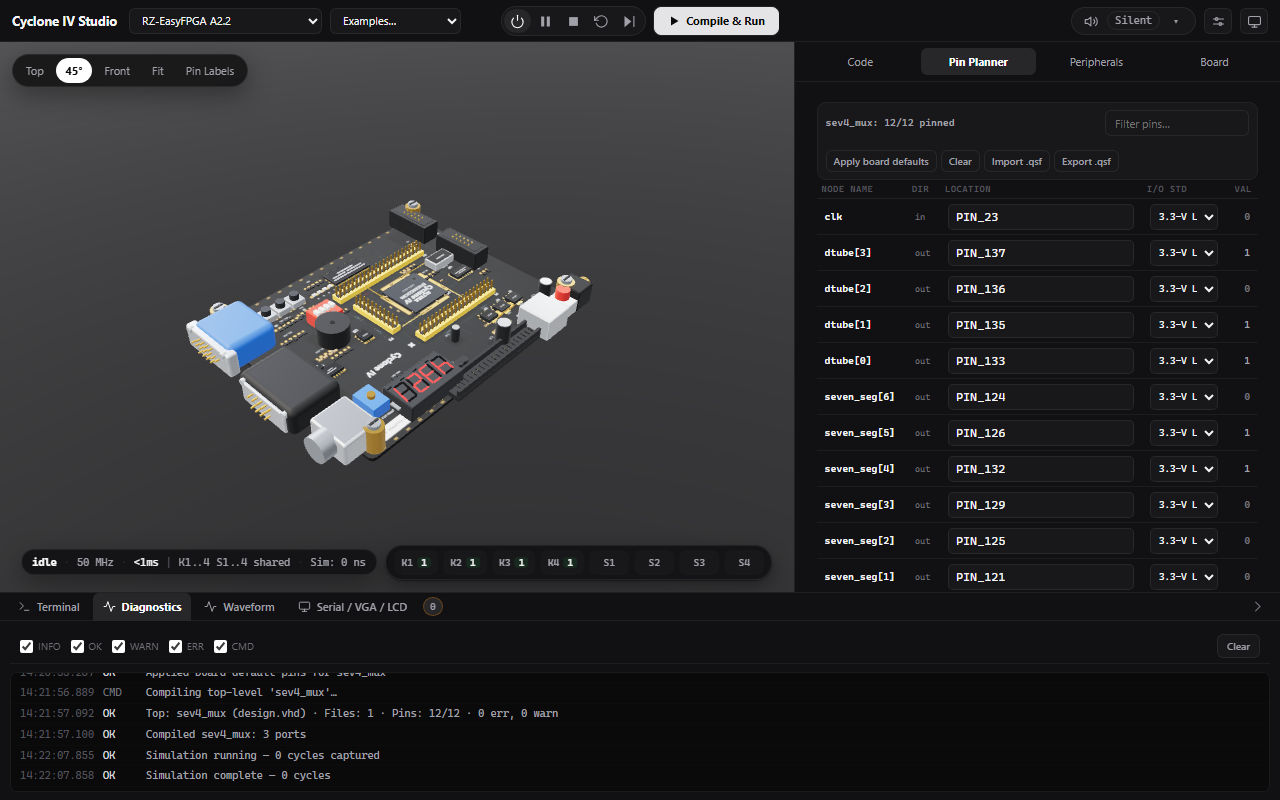 Cyclone IV Studio RZ-EasyFPGA A2.2 Examples... Compile & Run Silent
Top 45° Front Fit Pin Labels
Code Pin Planner Peripherals Board
sev4_mux: 12/12 pinned Filter pins...
Apply board defaults Clear Import .qsf Export .qsf
NODE NAME DIR LOCATION I/O STD VAL
clk in PIN_23 3.3-V L 0
dtube[3] out PIN_137 3.3-V L 1
dtube[2] out PIN_136 3.3-V L 0
dtube[1] out PIN_135 3.3-V L 1
dtube[0] out PIN_133 3.3-V L 1
seven_seg[6] out PIN_124 3.3-V L 0
seven_seg[5] out PIN_126 3.3-V L 1
seven_seg[4] out PIN_132 3.3-V L 1
seven_seg[3] out PIN_129 3.3-V L 0
seven_seg[2] out PIN_125 3.3-V L 0
seven_seg[1] out PIN_121 3.3-V L 0
Cyclone IV
idle · 50 MHz · <1ms | K1..4 S1..4 shared · Sim: 0 ns K1 1 K2 1 K3 1 K4 1 S1 S2 S3 S4
Terminal Diagnostics Waveform Serial / VGA / LCD 0
INFO OK WARN ERR CMD Clear
OK Applied board default pins for sev4_mux
14:21:56.889 CMD Compiling top-level 'sev4_mux'…
14:21:57.092 OK Top: sev4_mux (design.vhd) · Files: 1 · Pins: 12/12 · 0 err, 0 warn
14:21:57.100 OK Compiled sev4_mux: 3 ports
14:22:07.855 OK Simulation running — 0 cycles captured
14:22:07.858 OK Simulation complete — 0 cycles